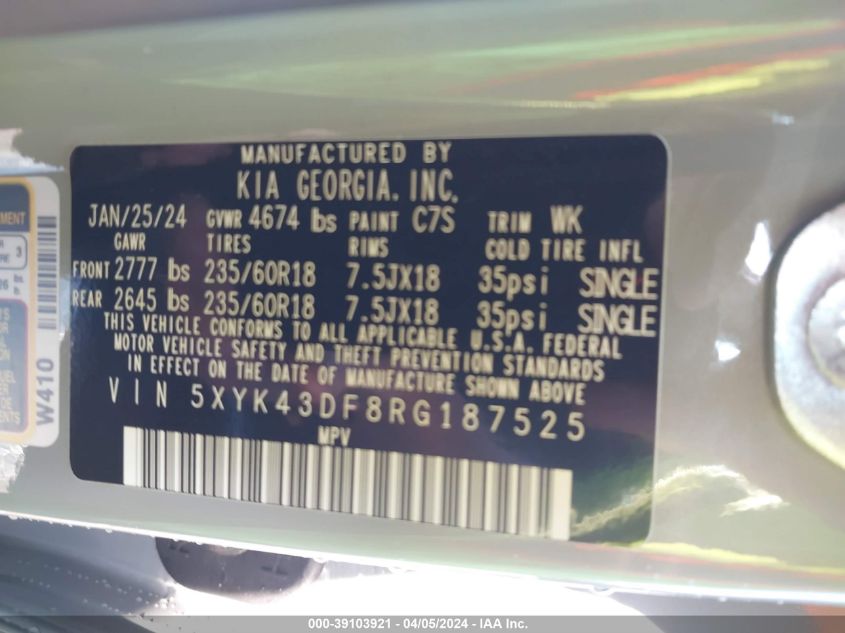 MANUFACTURED BY
KIA GEORGIA. INC.
JAN/25/24 GVWR 4674 lbs PAINT C7S TRIM WK
GAWR TIRES RIMS COLD TIRE INFL
FRONT 2777 lbs 235/60R18 7.5JX18 35psi SINGLE
REAR 2645 lbs 235/60R18 7.5JX18 35psi SINGLE
THIS VEHICLE CONFORMS TO ALL APPLICABLE U.S.A. FEDERAL
MOTOR VEHICLE SAFETY AND THEFT PREVENTION STANDARDS
IN EFFECT ON THE DATE OF MANUFACTURE SHOWN ABOVE
VIN 5XYK43DF8RG187525
MPV
W410
000-39103921 - 04/05/2024 - IAA Inc.